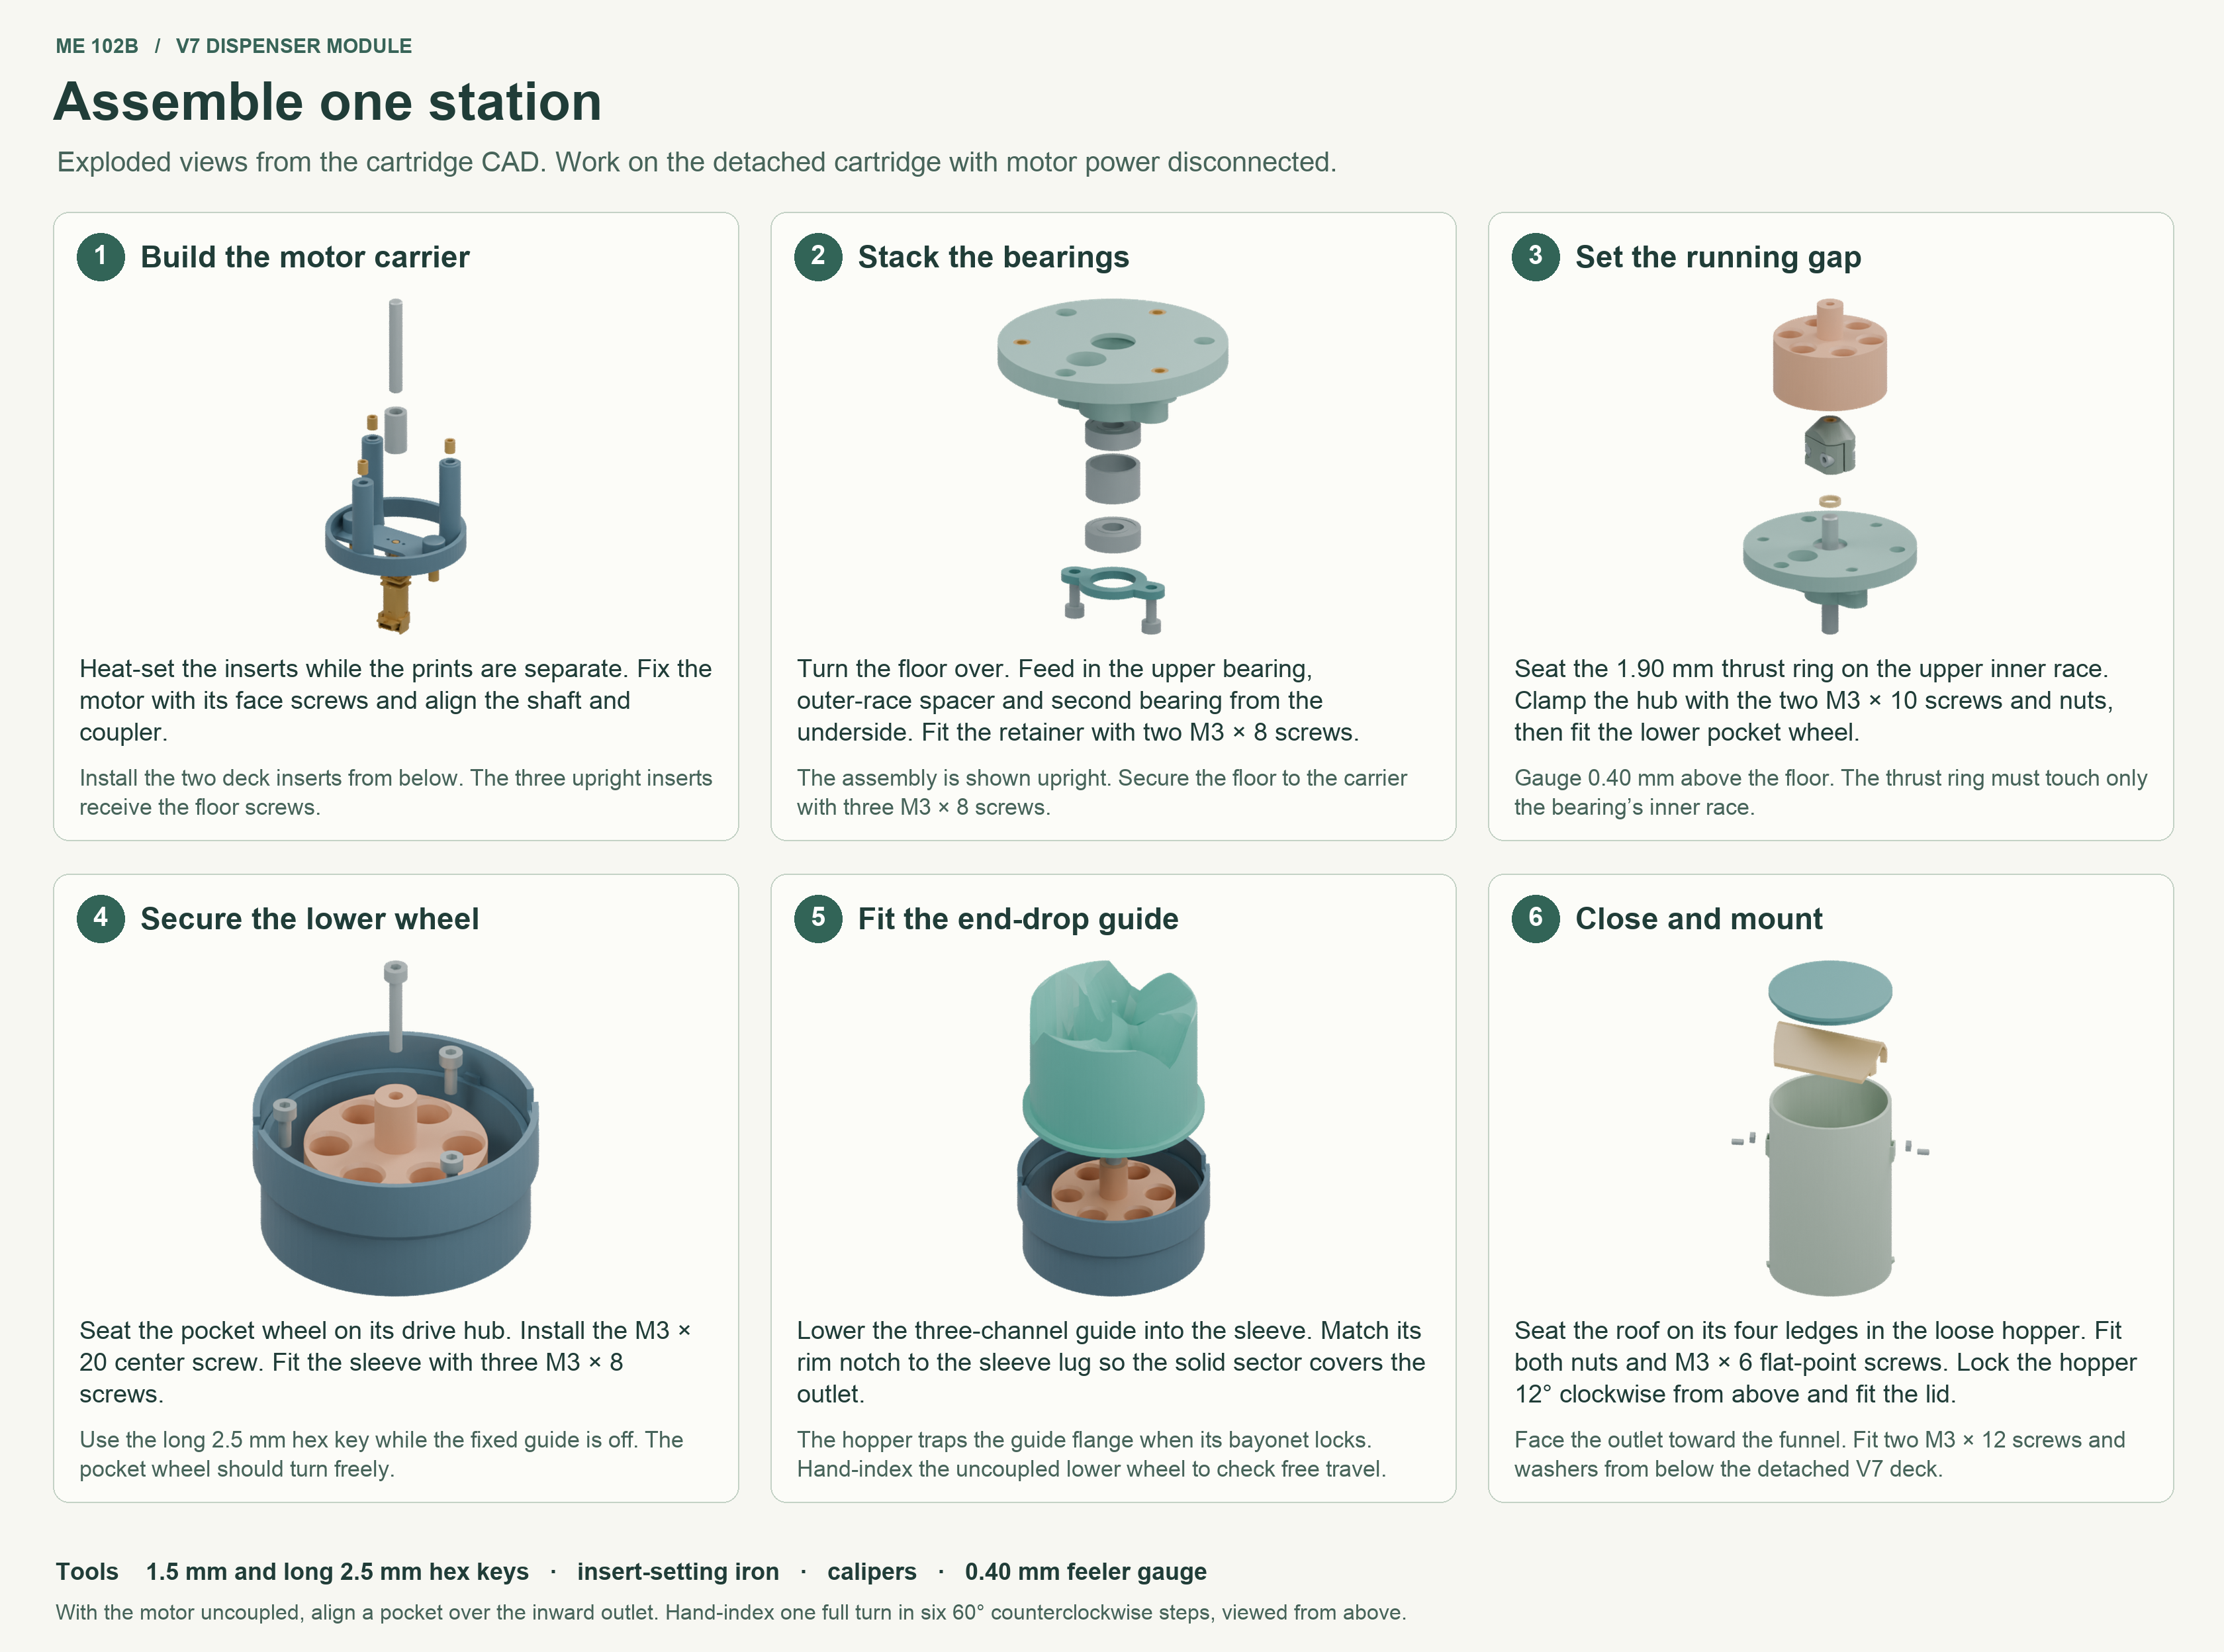 ME 102B / V7 DISPENSER MODULE
Assemble one station
Exploded views from the cartridge CAD. Work on the detached cartridge with motor power disconnected.
1 Build the motor carrier
Heat-set the inserts while the prints are separate. Fix the
motor with its face screws and align the shaft and
coupler.
Install the two deck inserts from below. The three upright inserts
receive the floor screws.
2 Stack the bearings
Turn the floor over. Feed in the upper bearing,
outer-race spacer and second bearing from the
underside. Fit the retainer with two M3 × 8 screws.
The assembly is shown upright. Secure the floor to the carrier
with three M3 × 8 screws.
3 Set the running gap
Seat the 1.90 mm thrust ring on the upper inner race.
Clamp the hub with the two M3 × 10 screws and nuts,
then fit the lower pocket wheel.
Gauge 0.40 mm above the floor. The thrust ring must touch only
the bearing’s inner race.
4 Secure the lower wheel
Seat the pocket wheel on its drive hub. Install the M3 ×
20 center screw. Fit the sleeve with three M3 × 8
screws.
Use the long 2.5 mm hex key while the fixed guide is off. The
pocket wheel should turn freely.
5 Fit the end-drop guide
Lower the three-channel guide into the sleeve. Match its
rim notch to the sleeve lug so the solid sector covers the
outlet.
The hopper traps the guide flange when its bayonet locks.
Hand-index the uncoupled lower wheel to check free travel.
6 Close and mount
Seat the roof on its four ledges in the loose hopper. Fit
both nuts and M3 × 6 flat-point screws. Lock the hopper
12° clockwise from above and fit the lid.
Face the outlet toward the funnel. Fit two M3 × 12 screws and
washers from below the detached V7 deck.
Tools 1.5 mm and long 2.5 mm hex keys · insert-setting iron · calipers · 0.40 mm feeler gauge
With the motor uncoupled, align a pocket over the inward outlet. Hand-index one full turn in six 60° counterclockwise steps, viewed from above.